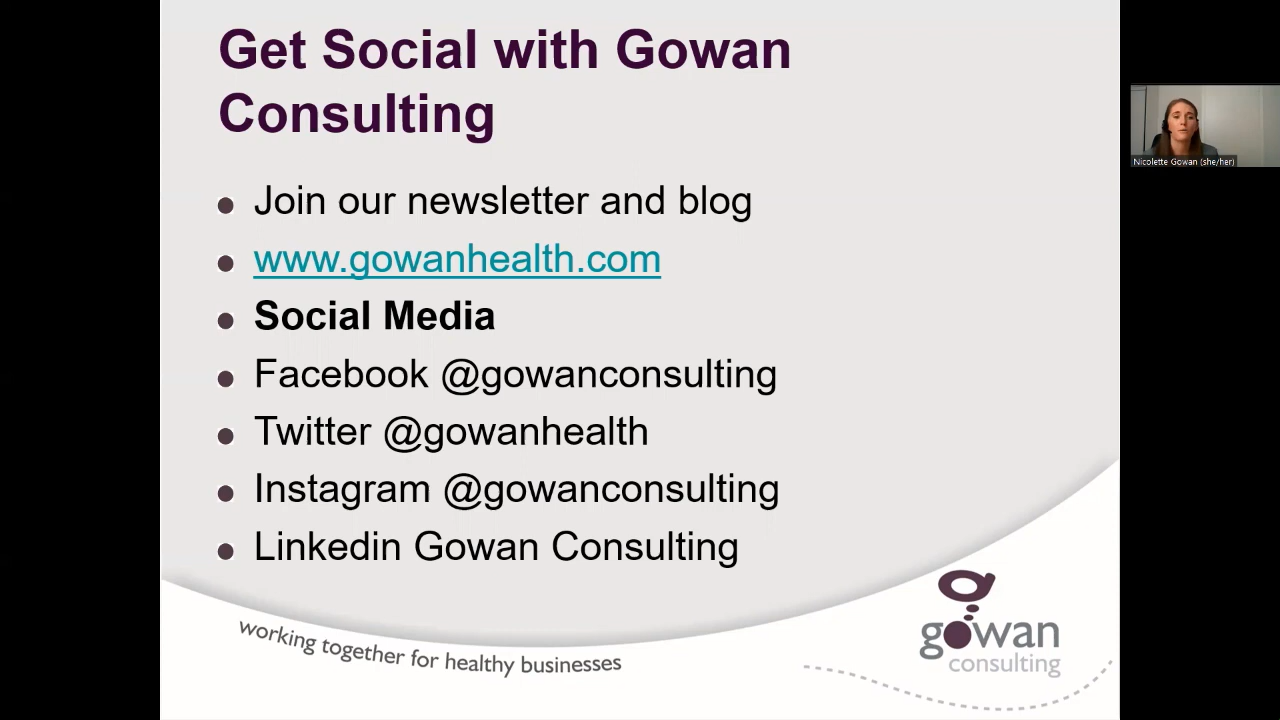 Get Social with Gowan
Consulting
Join our newsletter and blog
www.gowanhealth.com
Social Media
Facebook @gowanconsulting
Twitter @gowanhealth
Instagram @gowanconsulting
Linkedin Gowan Consulting
working together for healthy businesses
gowan
consulting
Nicolette Gowan (she/her)